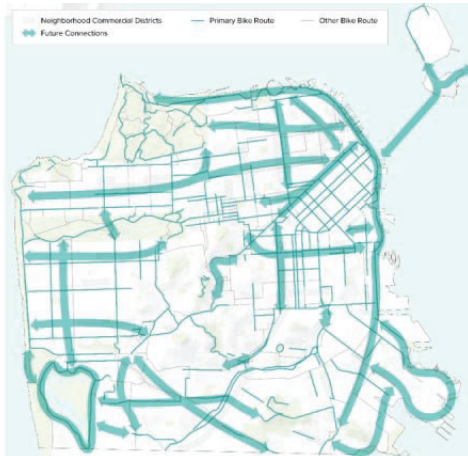 Neighborhood Commercial Districts Primary Bike Route Other Bike Route
Future Connections